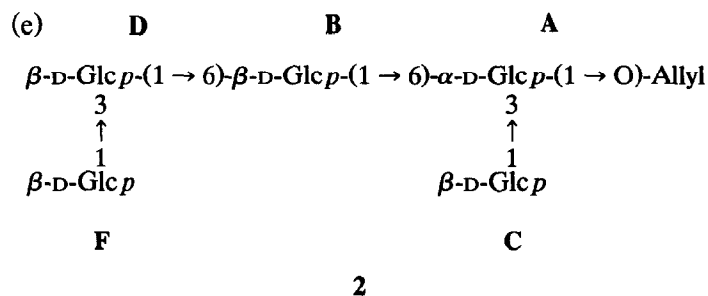 (e) D B A
β-D-Glcp-(1 → 6)-β-D-Glcp-(1 → 6)-α-D-Glcp-(1 → O)-Allyl
3 3
↑ ↑
1 1
β-D-Glcp β-D-Glcp
F C
2